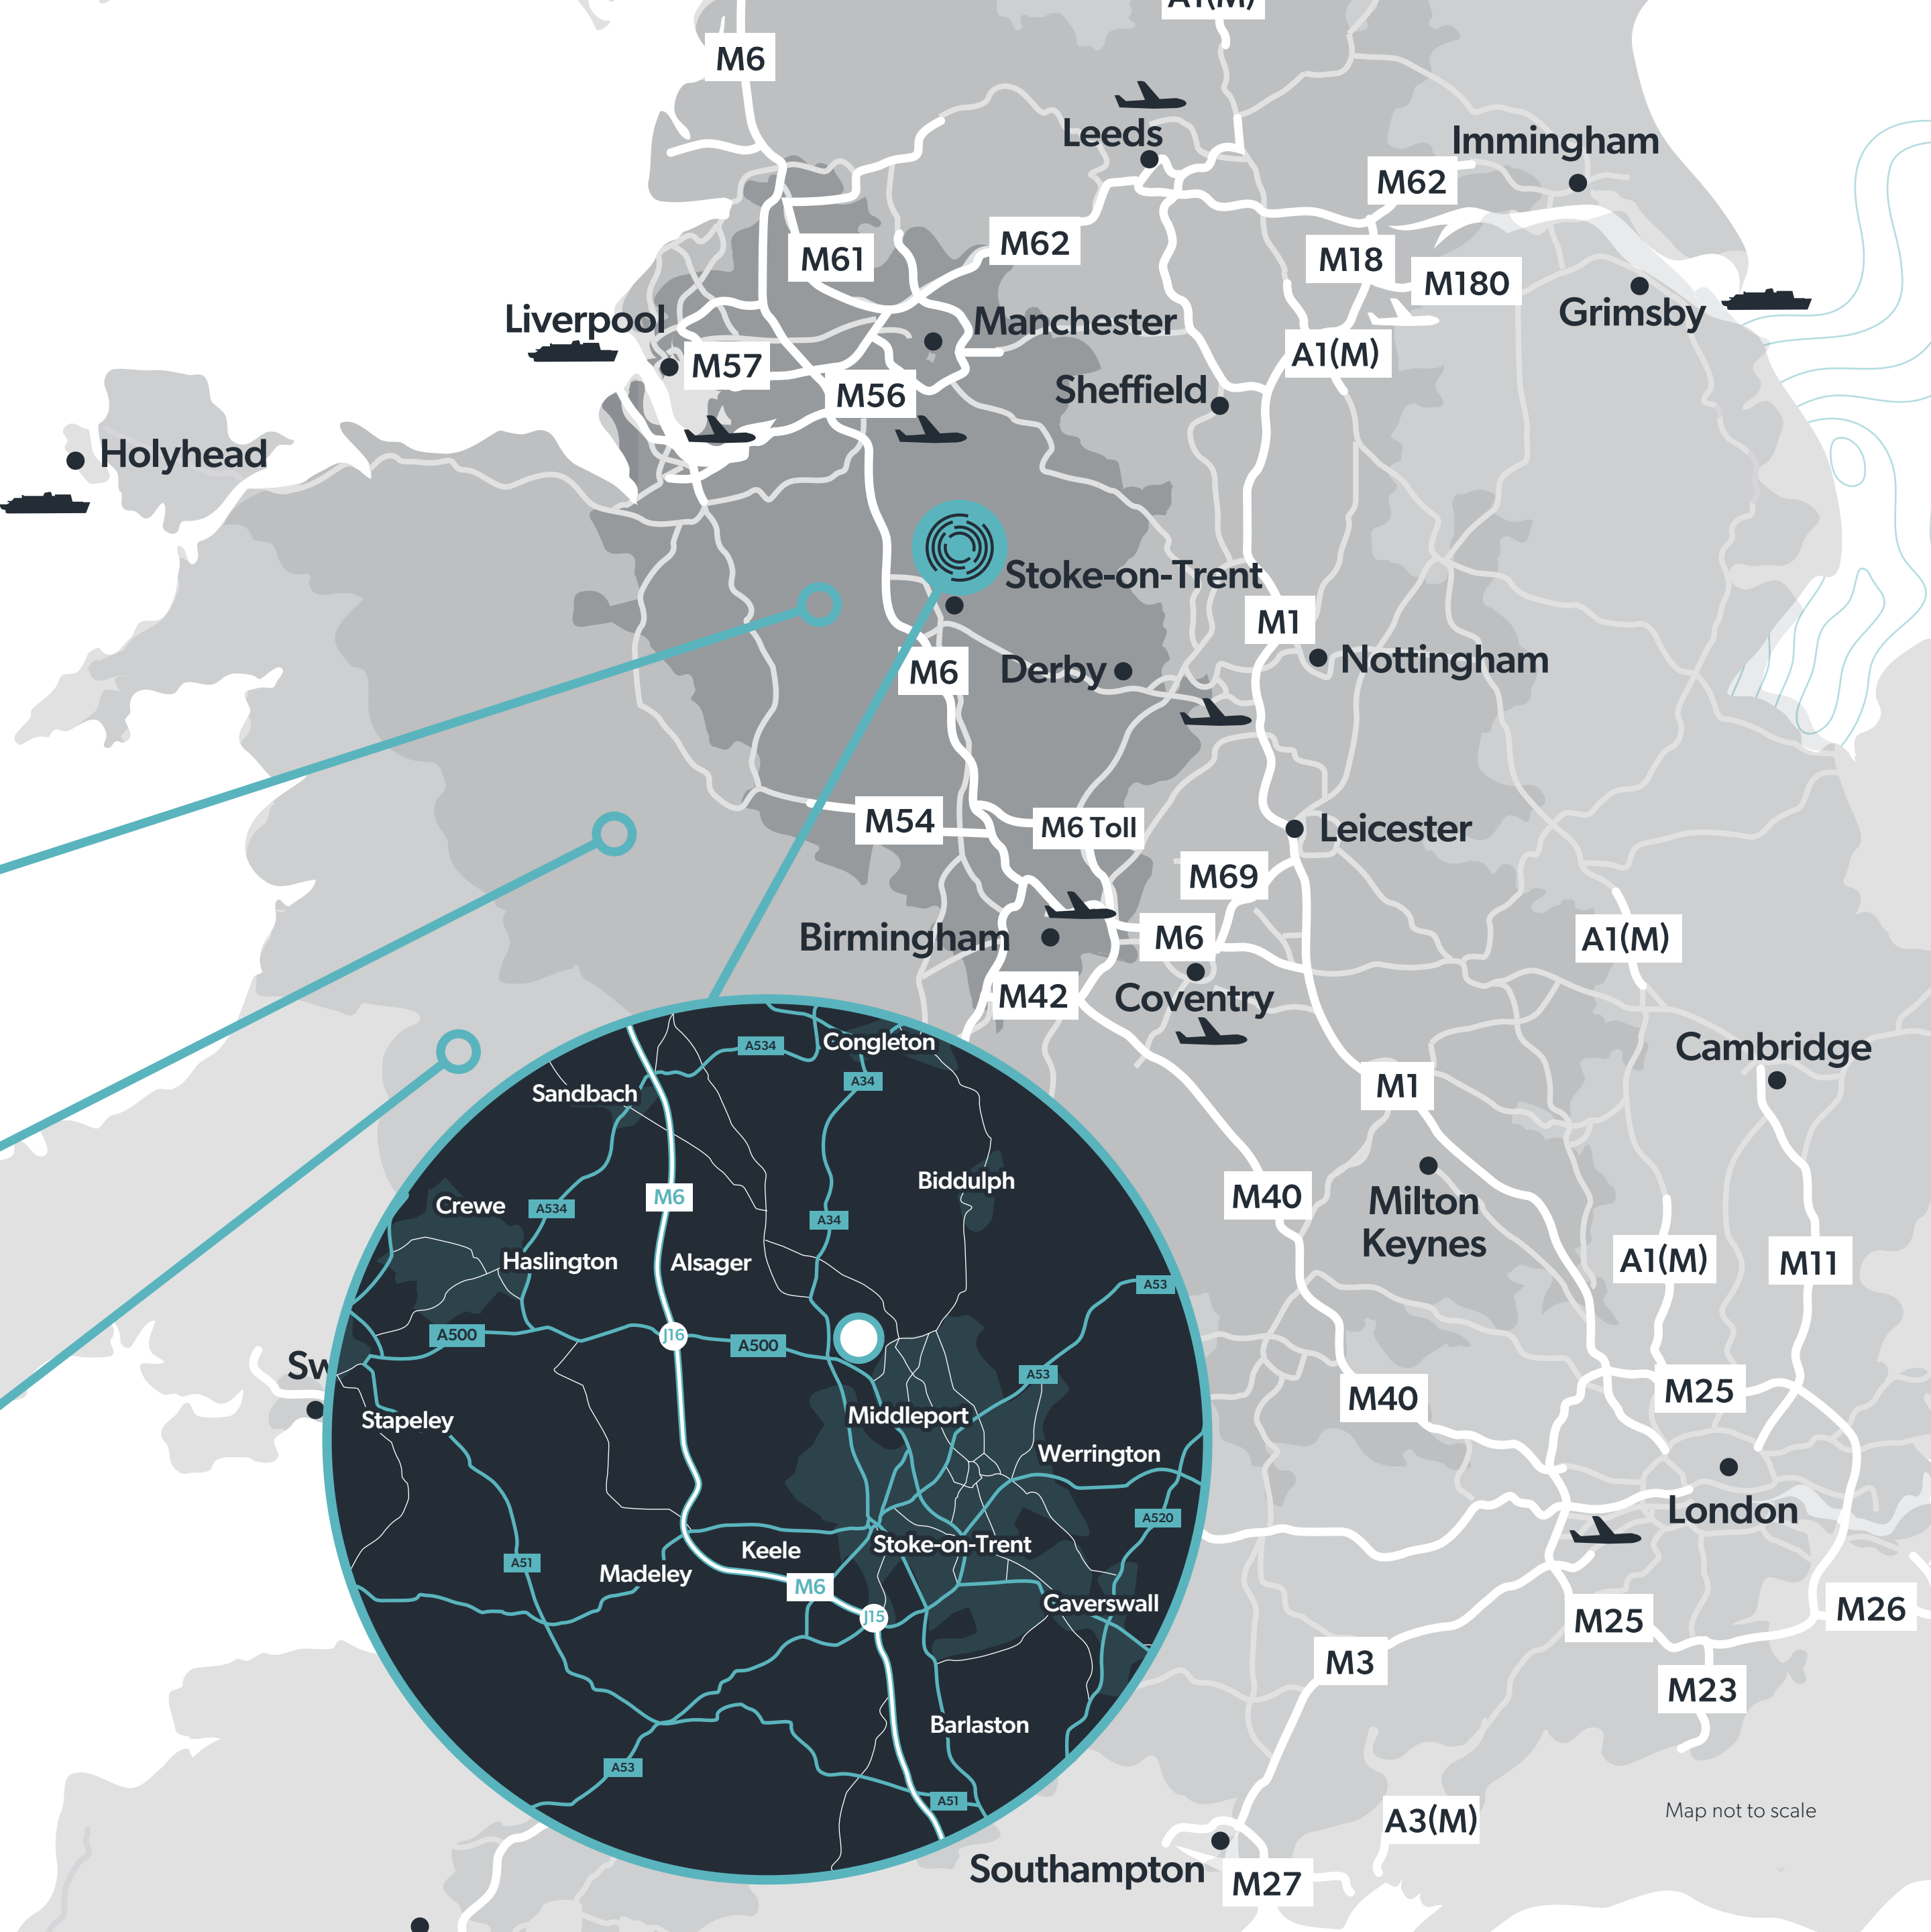 A1(M)
M6
Leeds
Immingham
M62
M62
M61
M18
M180
Grimsby
Liverpool
Manchester
M57
A1(M)
M56
Sheffield
Holyhead
Stoke-on-Trent
M1
Nottingham
M6
Derby
M54
M6 Toll
Leicester
M69
Birmingham
M6
A1(M)
M42
Coventry
Cambridge
M1
M40
Milton
Keynes
A1(M)
M11
Sw
M40
M25
London
M25
M26
M3
M23
A3(M)
Map not to scale
Southampton
M27
A534
Congleton
A34
Sandbach
Biddulph
M6
Crewe
A534
A34
Haslington
Alsager
A53
A500
J16
A500
A53
Stapeley
Middleport
Werrington
A520
Stoke-on-Trent
Keele
A51
Madeley
M6
Caverswall
J15
Barlaston
A53
A51